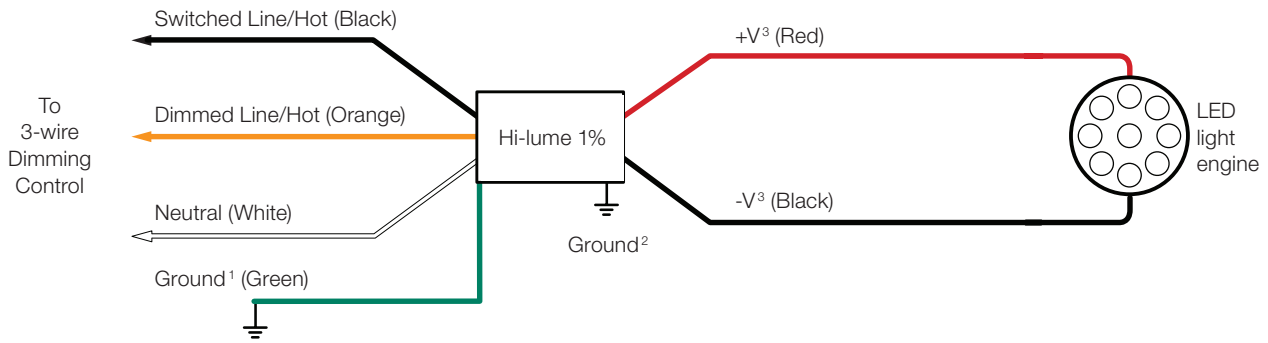 Switched Line/Hot (Black)
+V³ (Red)
To
3-wire
Dimming
Control
Dimmed Line/Hot (Orange)
Hi-lume 1%
LED
light
engine
Neutral (White)
-V³ (Black)
Ground²
Ground¹ (Green)